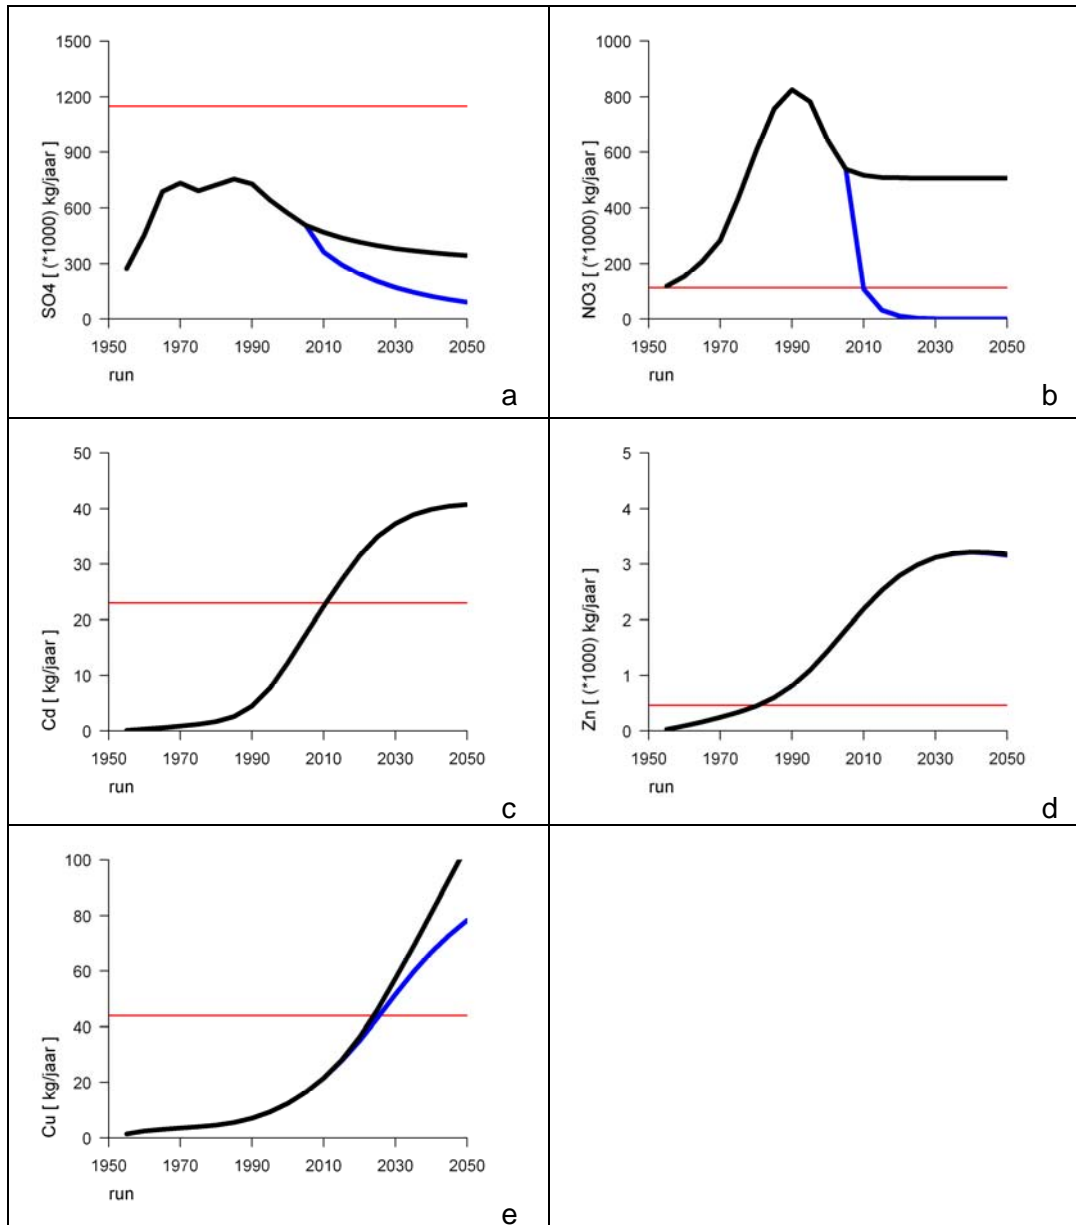 1500
1200
900
600
300
0
SO4 [ (*1000) kg/jaar ]
1950 1970 1990 2010 2030 2050
run
a
1000
800
600
400
200
0
NO3 [ (*1000) kg/jaar ]
1950 1970 1990 2010 2030 2050
run
b
50
40
30
20
10
0
Cd [ kg/jaar ]
1950 1970 1990 2010 2030 2050
run
c
5
4
3
2
1
0
Zn [ (*1000) kg/jaar ]
1950 1970 1990 2010 2030 2050
run
d
100
80
60
40
20
0
Cu [ kg/jaar ]
1950 1970 1990 2010 2030 2050
run
e